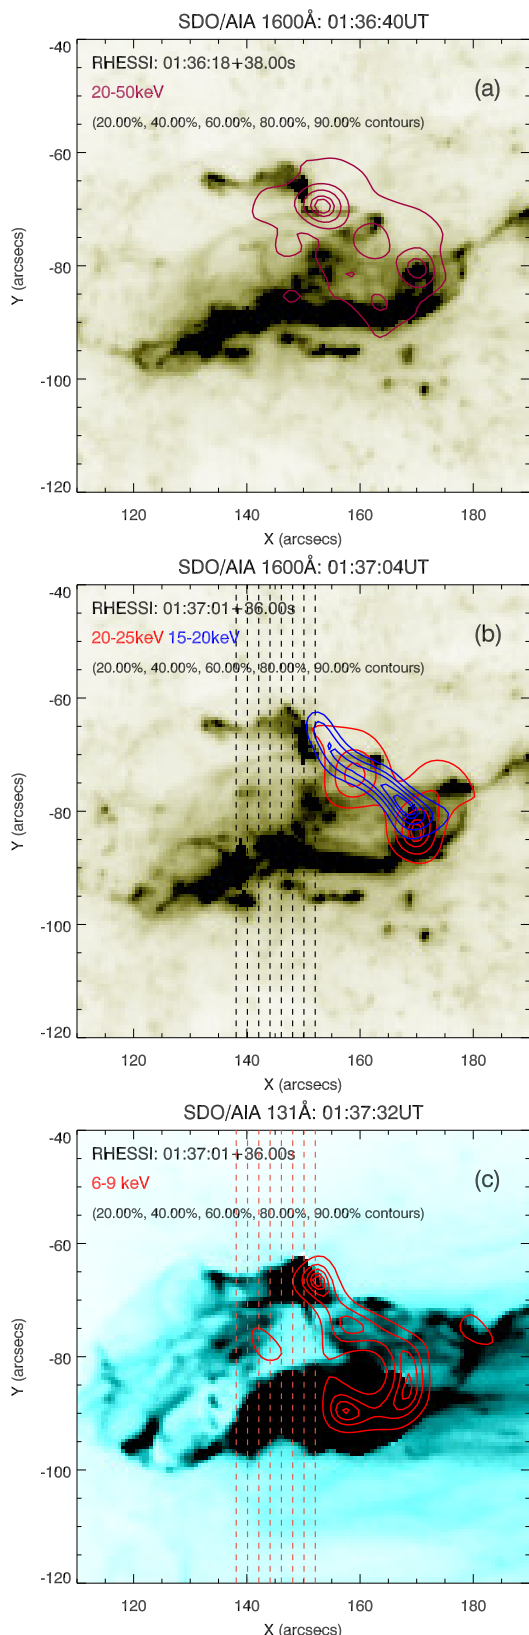 SDO/AIA 1600Å: 01:36:40UT
RHESSI: 01:36:18+38.00s
20-50keV
(a)
(20.00%, 40.00%, 60.00%, 80.00%, 90.00% contours)
-40
-60
-80
-100
-120
Y (arcsecs)
120 140 160 180
X (arcsecs)
SDO/AIA 1600Å: 01:37:04UT
RHESSI: 01:37:01+36.00s
20-25keV 15-20keV
(b)
(20.00%, 40.00%, 60.00%, 80.00%, 90.00% contours)
-40
-60
-80
-100
-120
Y (arcsecs)
120 140 160 180
X (arcsecs)
SDO/AIA 131Å: 01:37:32UT
RHESSI: 01:37:01+36.00s
6-9 keV
(c)
(20.00%, 40.00%, 60.00%, 80.00%, 90.00% contours)
-40
-60
-80
-100
-120
Y (arcsecs)
120 140 160 180
X (arcsecs)